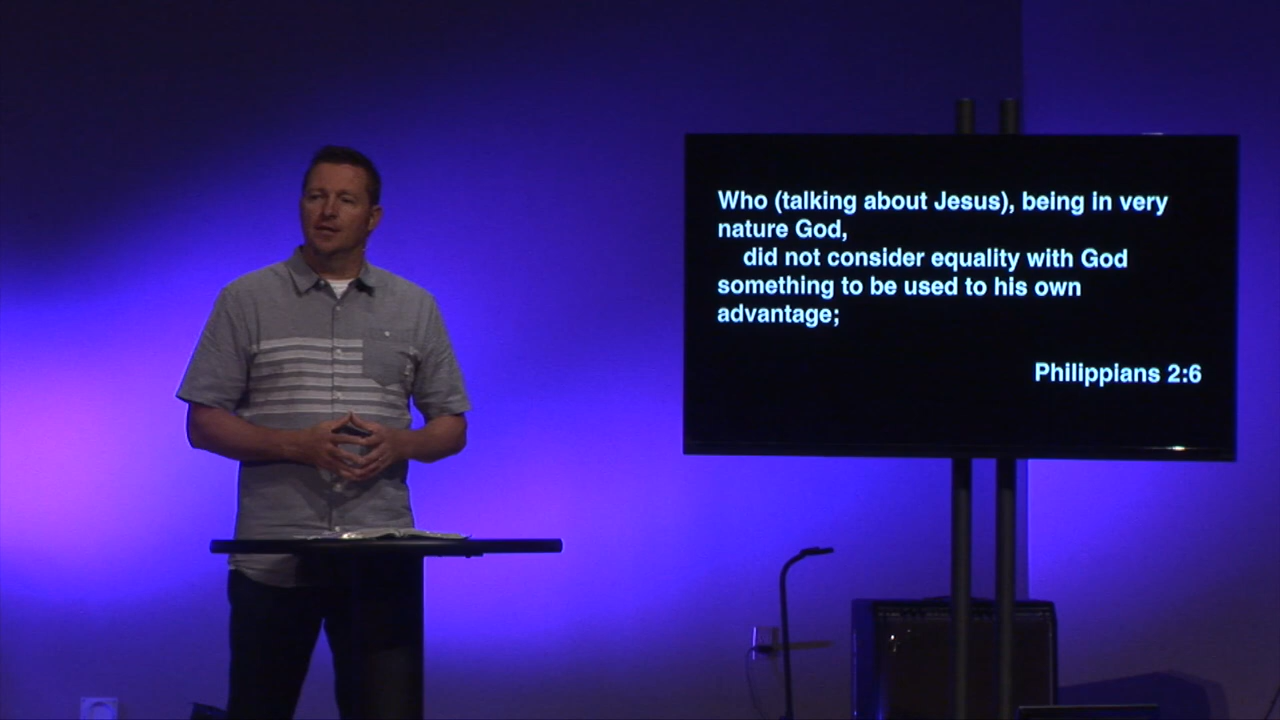 Who (talking about Jesus), being in very
nature God,
did not consider equality with God
something to be used to his own
advantage;
Philippians 2:6